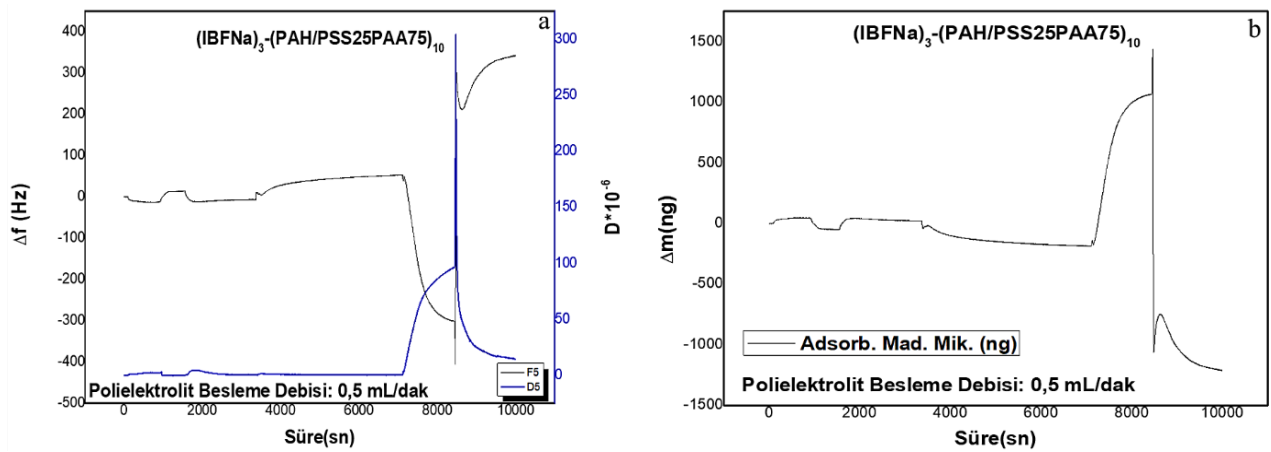 a
(IBFNa)3-(PAH/PSS25PAA75)10
400
300
200
100
0
-100
-200
-300
-400
-500
Δf (Hz)
300
250
200
150
100
50
0
D*10-6
F5
D5
Polielektrolit Besleme Debisi: 0,5 mL/dak
0 2000 4000 6000 8000 10000
Süre(sn)
b
(IBFNa)3-(PAH/PSS25PAA75)10
1500
1000
500
0
-500
-1000
-1500
Δm(ng)
Adsorb. Mad. Mik. (ng)
Polielektrolit Besleme Debisi: 0,5 mL/dak
0 2000 4000 6000 8000 10000
Süre(sn)